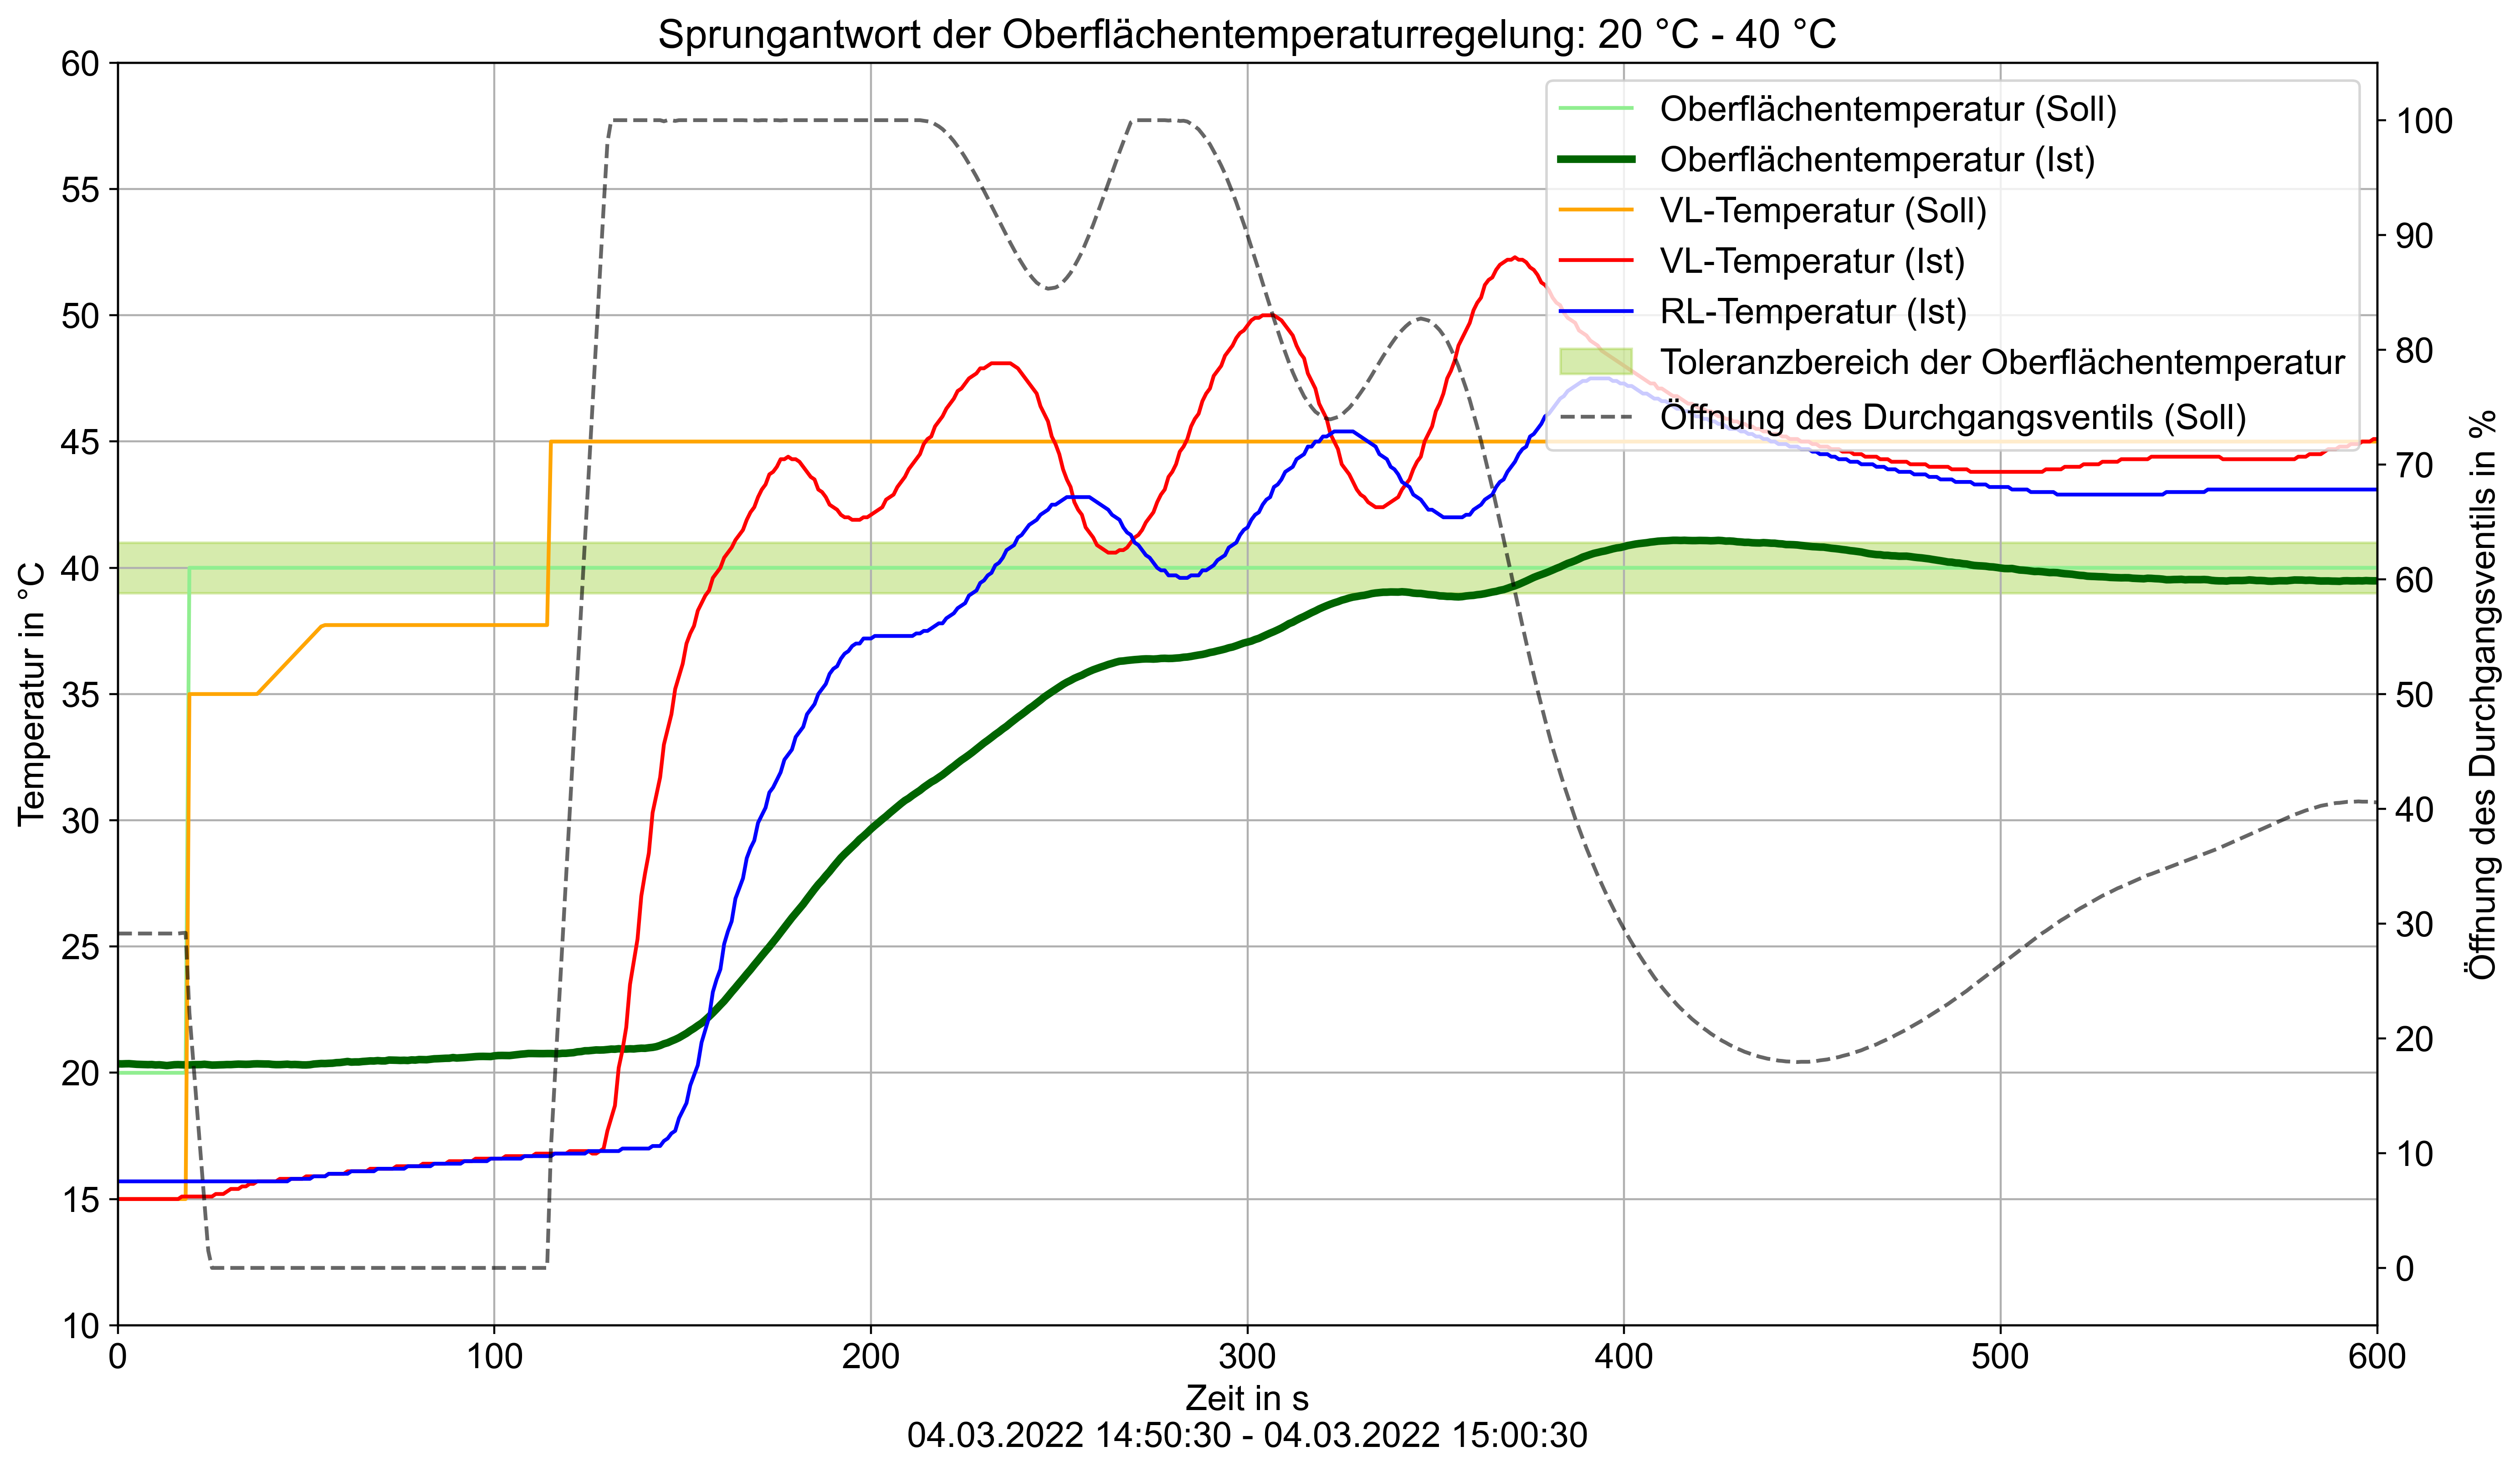 Sprungantwort der Oberflächentemperaturregelung: 20 °C - 40 °C
60
55
50
45
40
35
30
25
20
15
10
Temperatur in °C
Oberflächentemperatur (Soll)
Oberflächentemperatur (Ist)
VL-Temperatur (Soll)
VL-Temperatur (Ist)
RL-Temperatur (Ist)
Toleranzbereich der Oberflächentemperatur
Öffnung des Durchgangsventils (Soll)
100
90
80
70
60
50
40
30
20
10
0
Öffnung des Durchgangsventils in %
0 100 200 300 400 500 600
Zeit in s
04.03.2022 14:50:30 - 04.03.2022 15:00:30